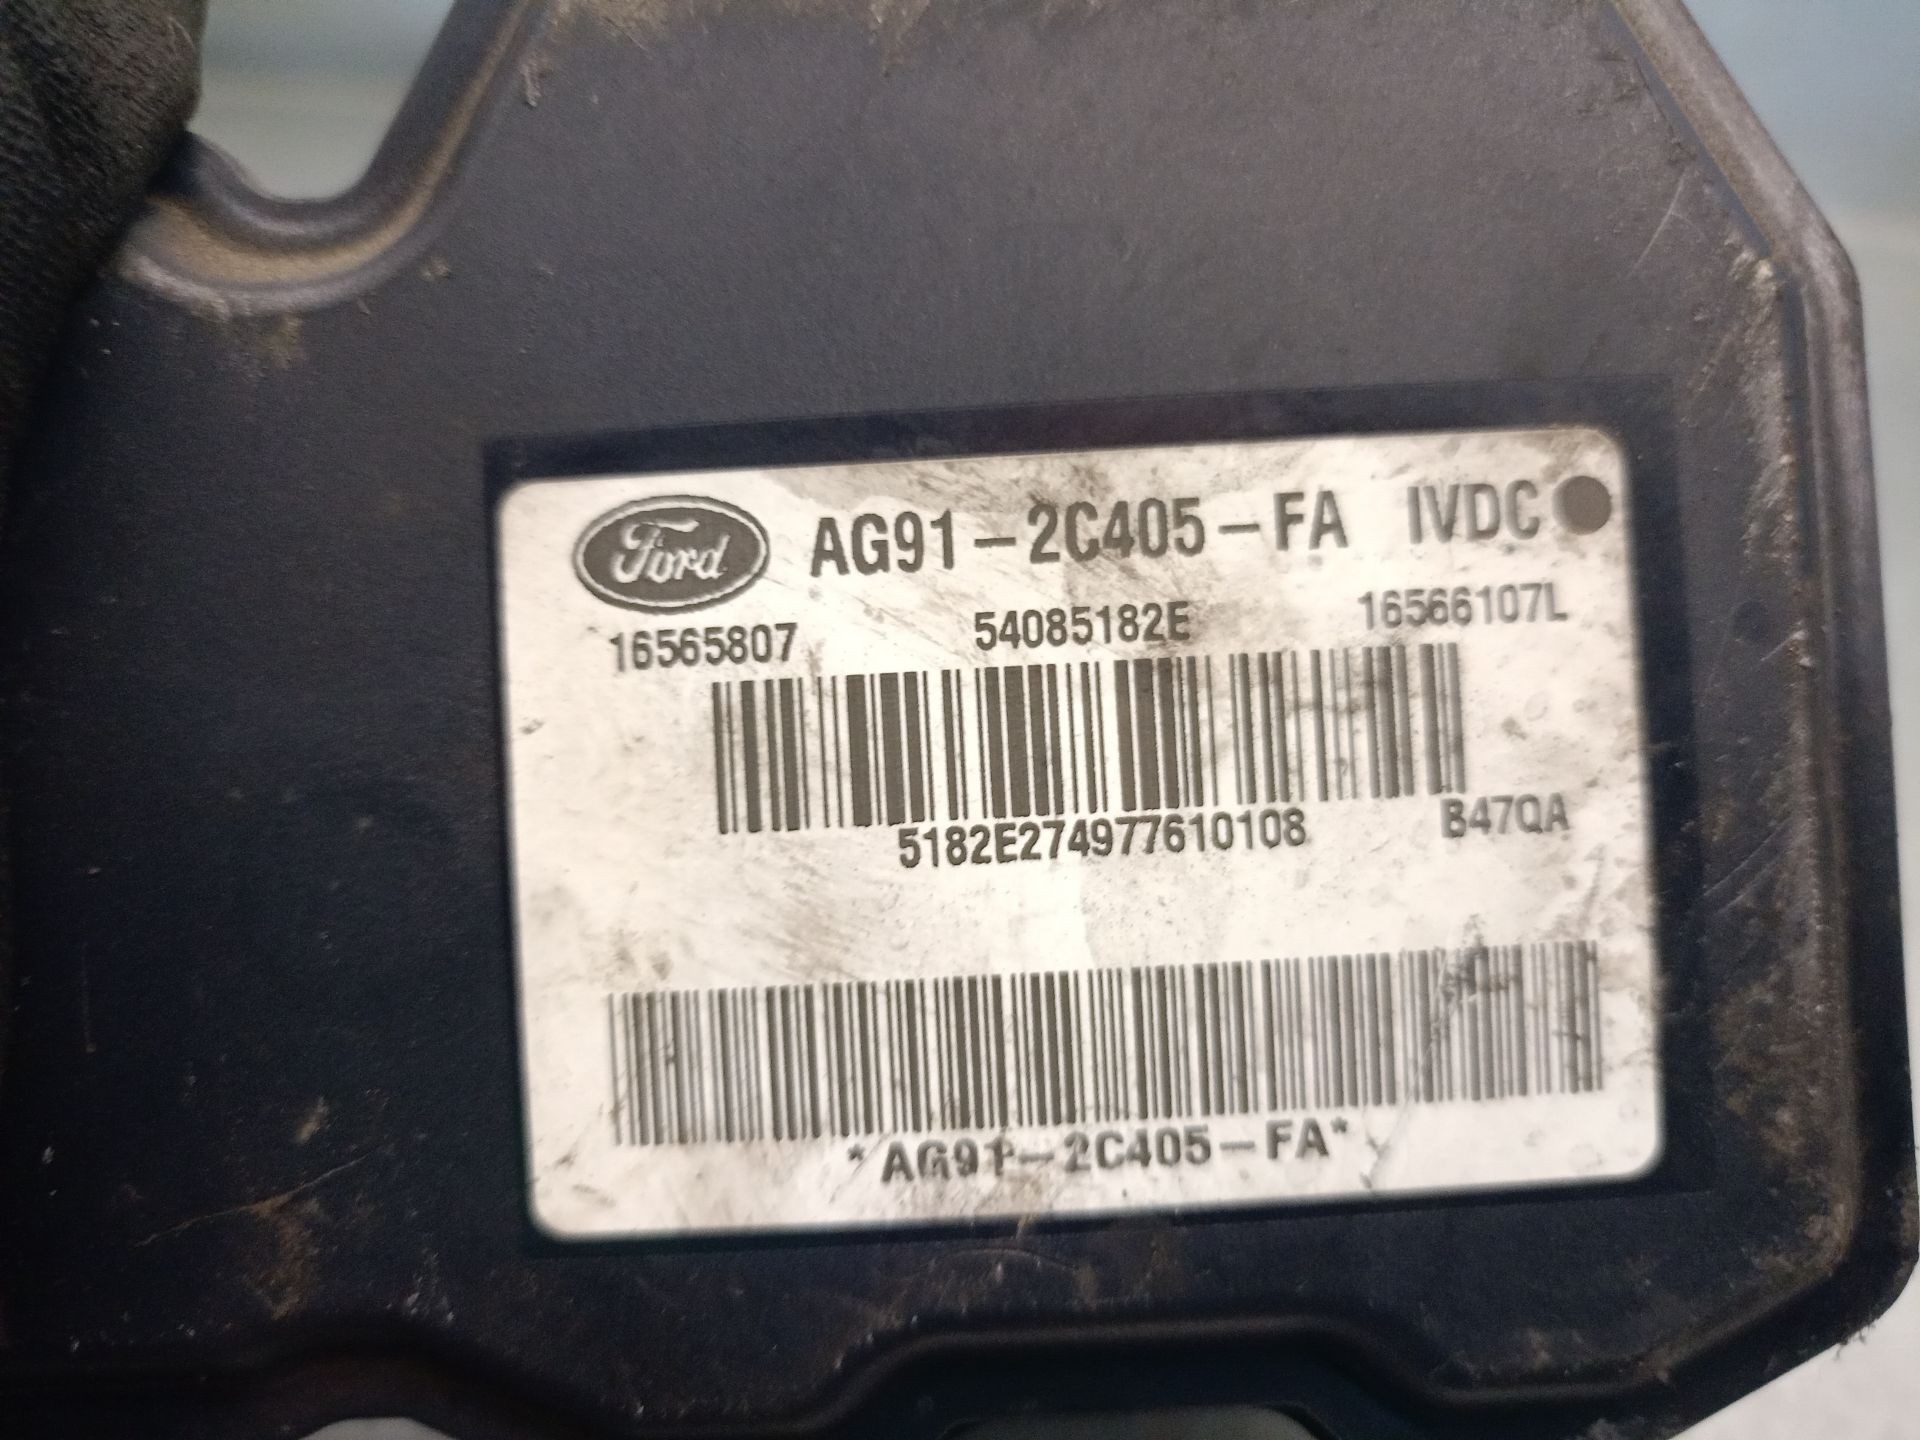 Ford AG91-2C405-FA IVDC
16565807 54085182E 16566107L
5182E274977610108 B47QA
*AG91-2C405-FA*